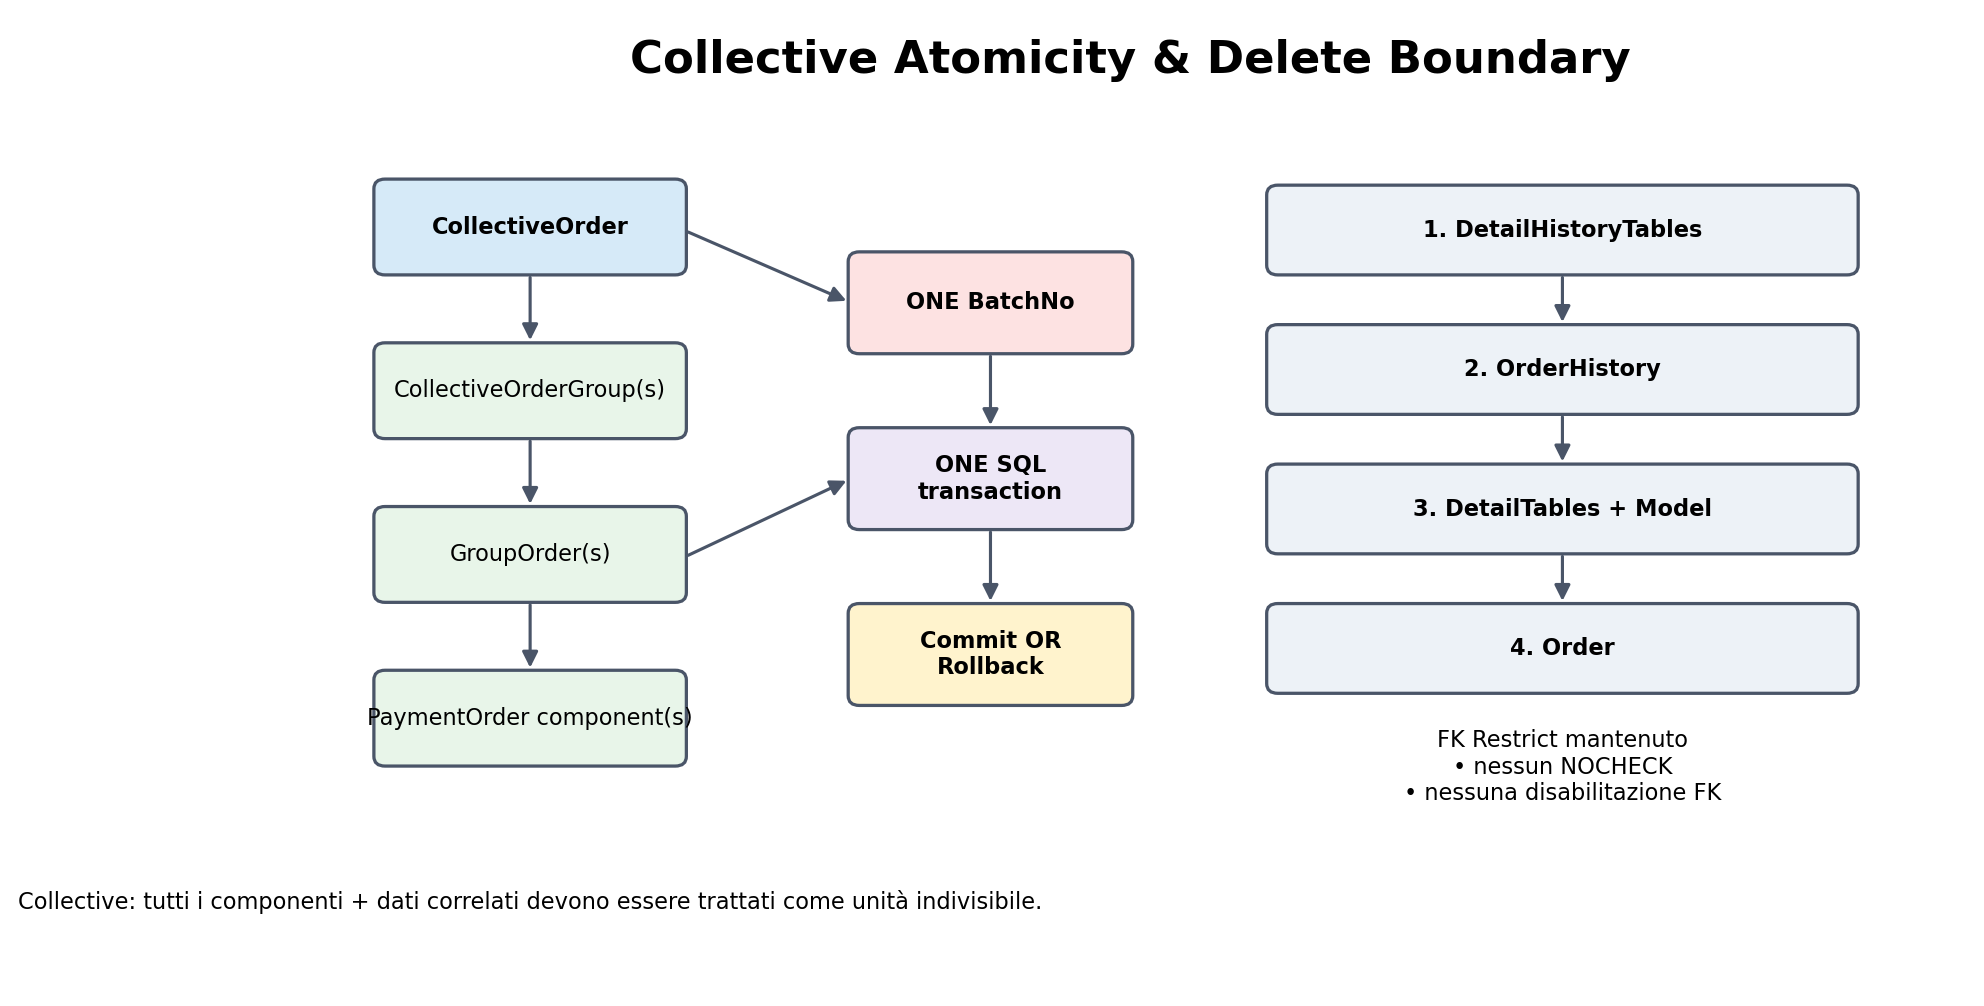 Collective Atomicity & Delete Boundary
CollectiveOrder
CollectiveOrderGroup(s)
GroupOrder(s)
PaymentOrder component(s)
ONE BatchNo
ONE SQL
transaction
Commit OR
Rollback
1. DetailHistoryTables
2. OrderHistory
3. DetailTables + Model
4. Order
FK Restrict mantenuto
• nessun NOCHECK
• nessuna disabilitazione FK
Collective: tutti i componenti + dati correlati devono essere trattati come unità indivisibile.